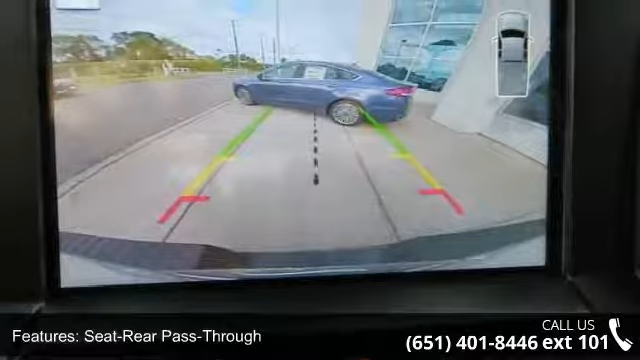 Features: Seat-Rear Pass-Through
CALL US
(651) 401-8446 ext 101